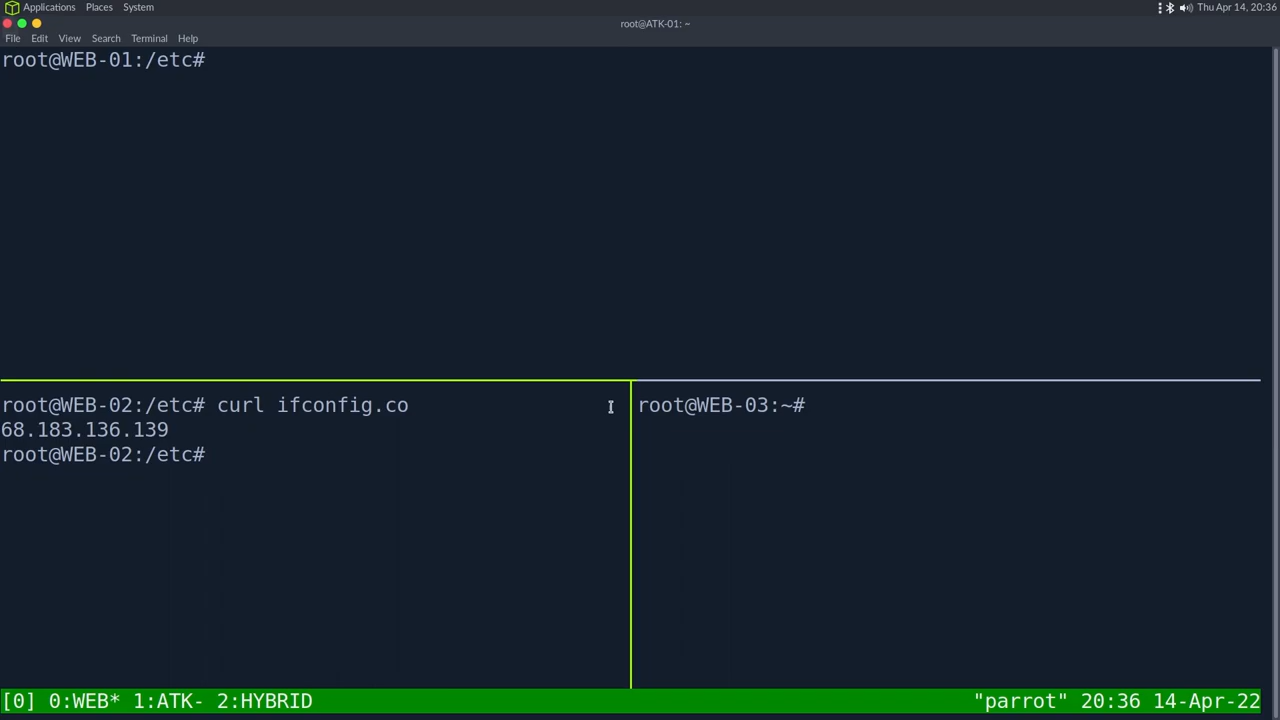 Applications Places System
Thu Apr 14, 20:36
root@ATK-01: ~
File Edit View Search Terminal Help
root@WEB-01:/etc#
root@WEB-02:/etc# curl ifconfig.co
68.183.136.139
root@WEB-02:/etc#
root@WEB-03:~#
[0] 0:WEB* 1:ATK- 2:HYBRID
"parrot" 20:36 14-Apr-22